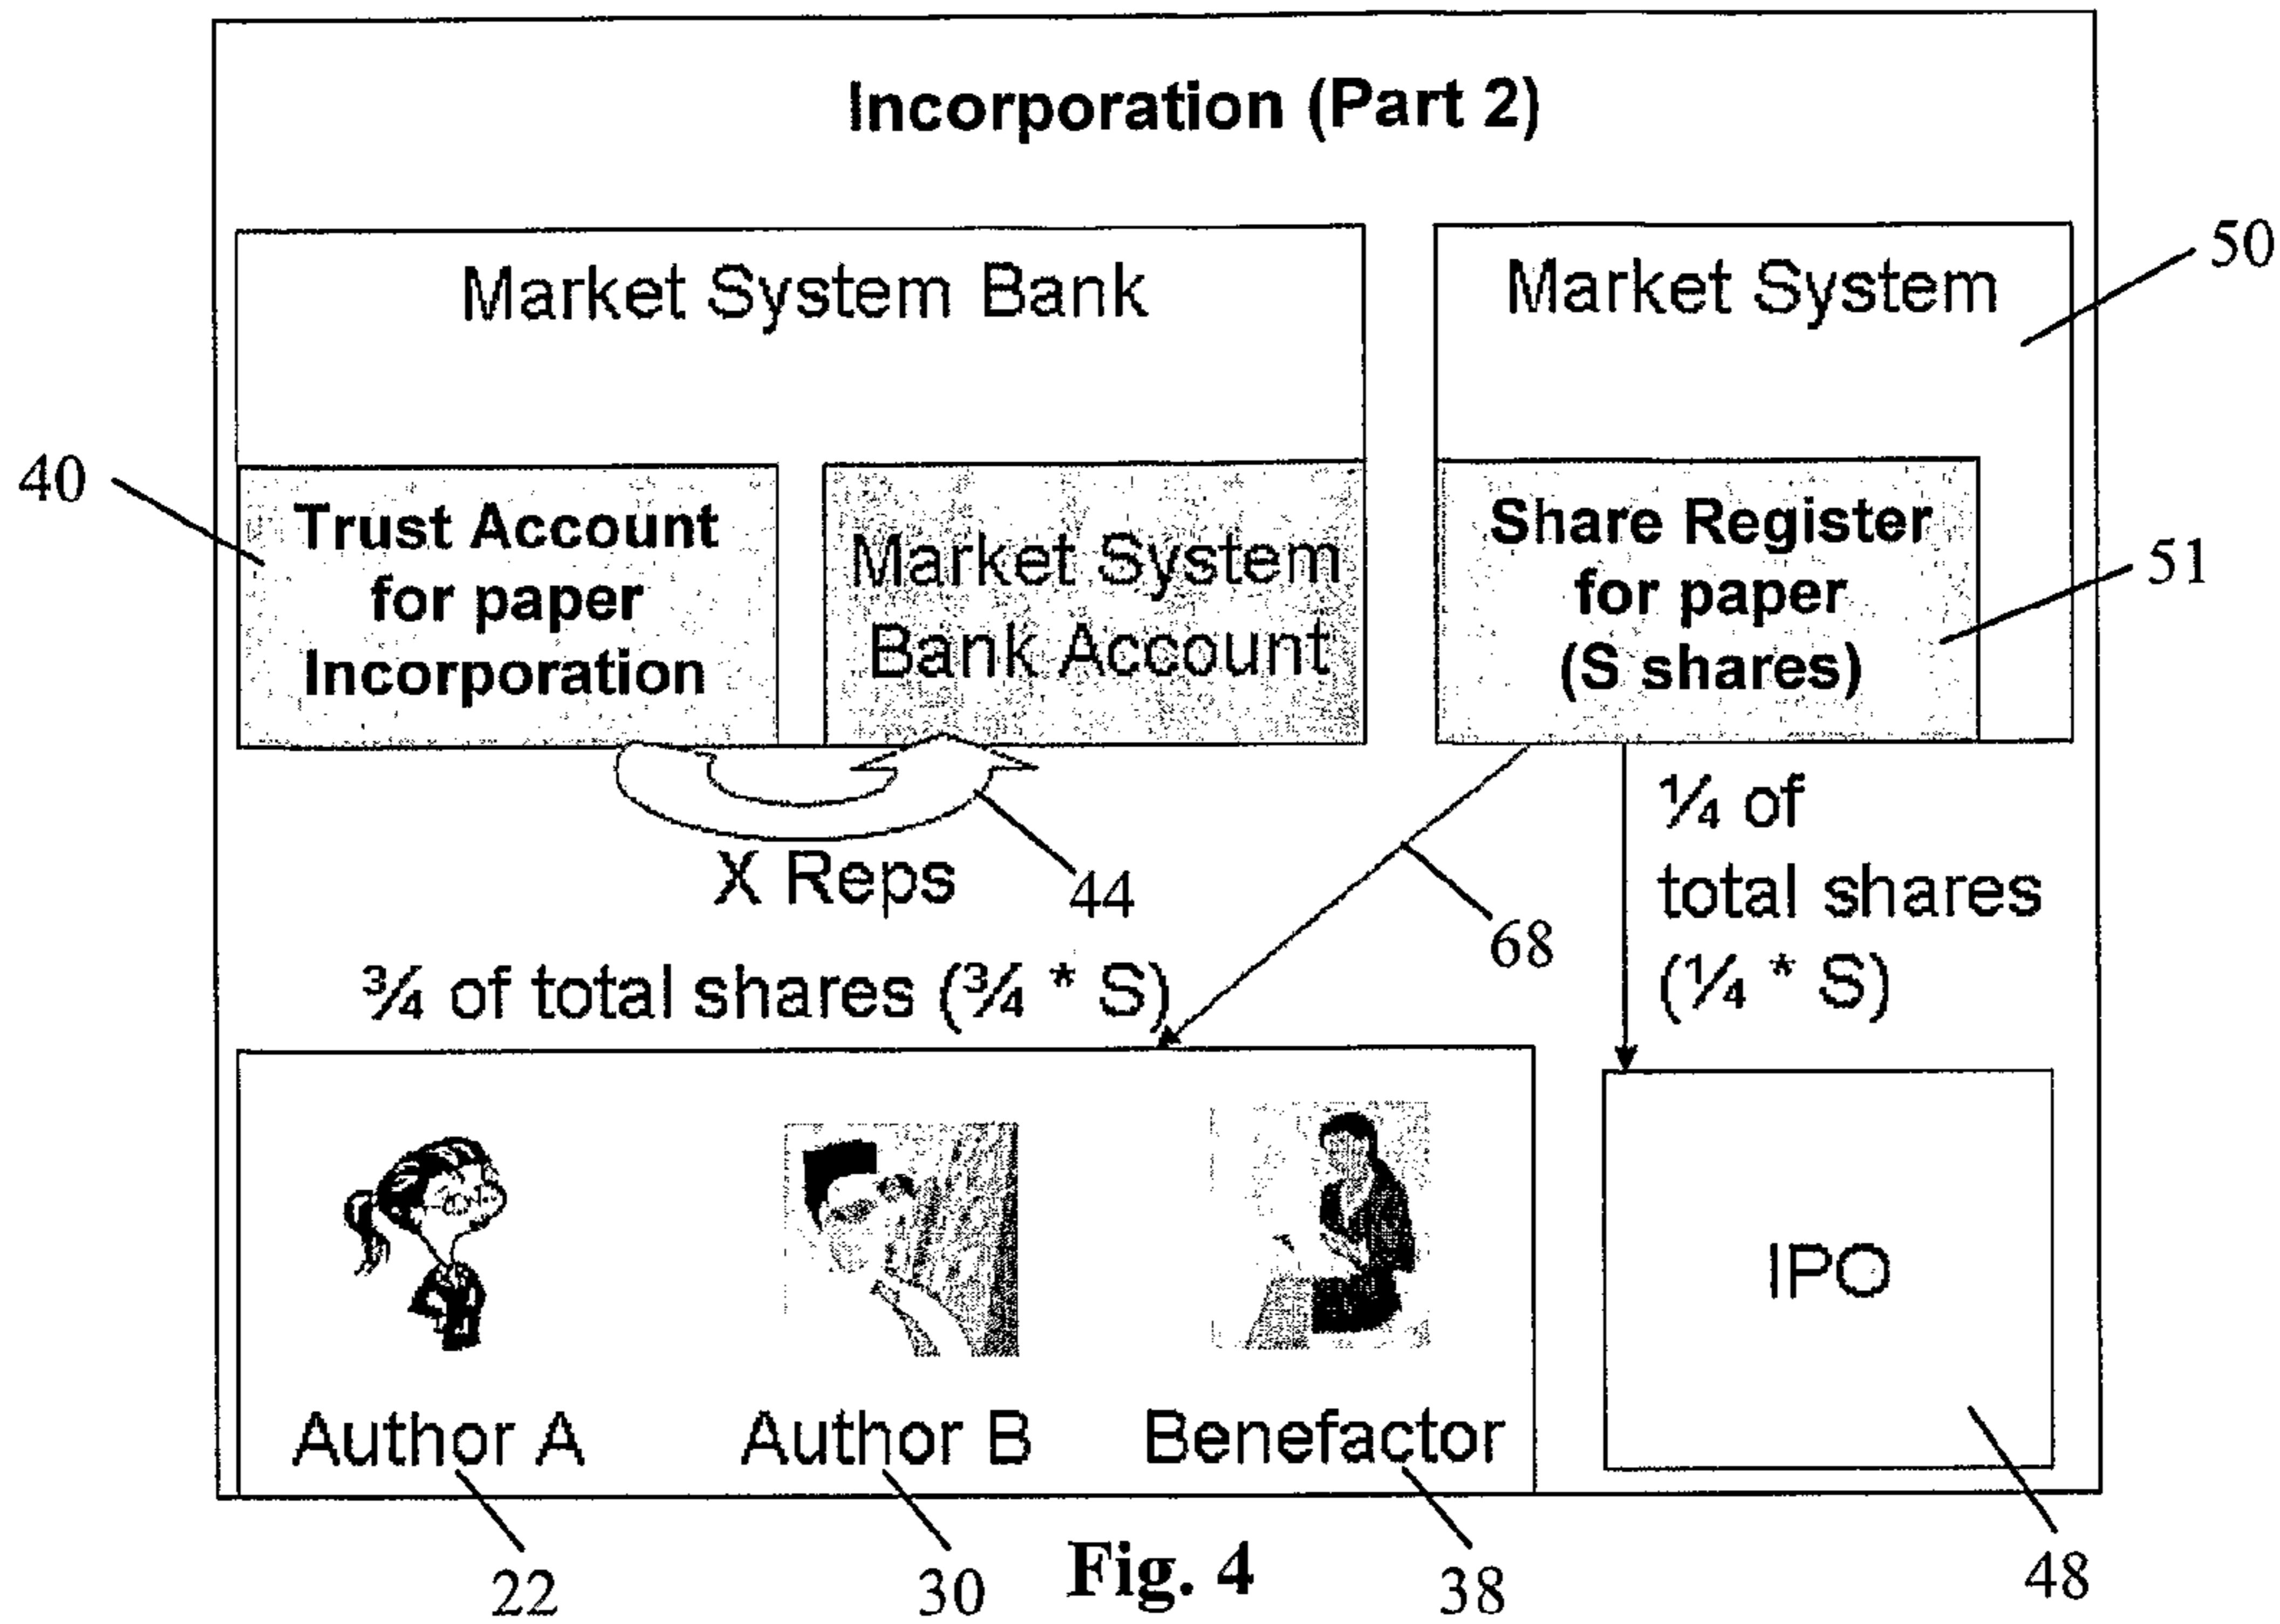 Incorporation (Part 2)
Market System Bank
Market System
50
40
Trust Account
for paper
Incorporation
Market System
Bank Account
Share Register
for paper
(S shares)
51
X Reps
44
68
¼ of
total shares
(¼ * S)
¾ of total shares (¾ * S)
Author A
Author B
Benefactor
IPO
22
30
38
48
Fig. 4